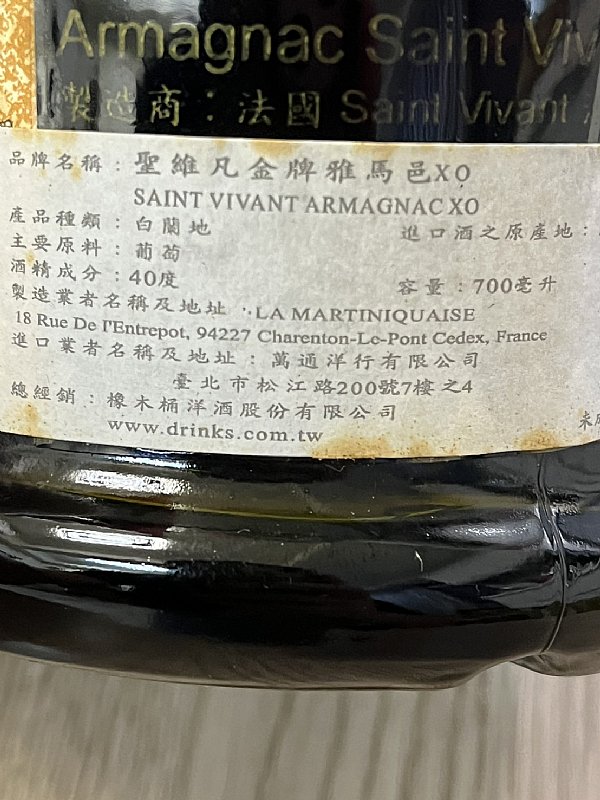 Armagnac Saint Viv
製造商：法國 Saint Vivant
品牌名稱：聖維凡金牌雅馬邑XO
SAINT VIVANT ARMAGNAC XO
產品種類：白蘭地
進口酒之原產地：
主要原料：葡萄
酒精成分：40度
容量：700毫升
製造業者名稱及地址：LA MARTINIQUAISE
18 Rue De l'Entrepot, 94227 Charenton-Le-Pont Cedex, France
進口業者名稱及地址：萬通洋行有限公司
臺北市松江路200號7樓之4
總經銷：橡木桶洋酒股份有限公司
www.drinks.com.tw
未